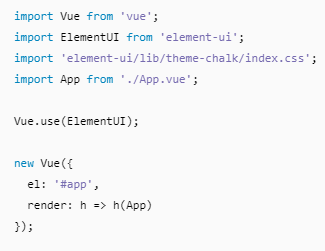 import Vue from 'vue';
import ElementUI from 'element-ui';
import 'element-ui/lib/theme-chalk/index.css';
import App from './App.vue';

Vue.use(ElementUI);

new Vue({
  el: '#app',
  render: h => h(App)
});